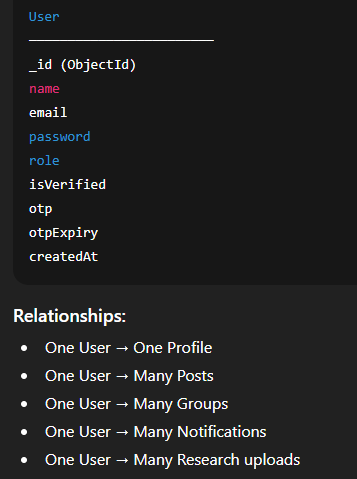 User
────────────────────────
_id (ObjectId)
name
email
password
role
isVerified
otp
otpExpiry
createdAt
Relationships:
• One User → One Profile
• One User → Many Posts
• One User → Many Groups
• One User → Many Notifications
• One User → Many Research uploads